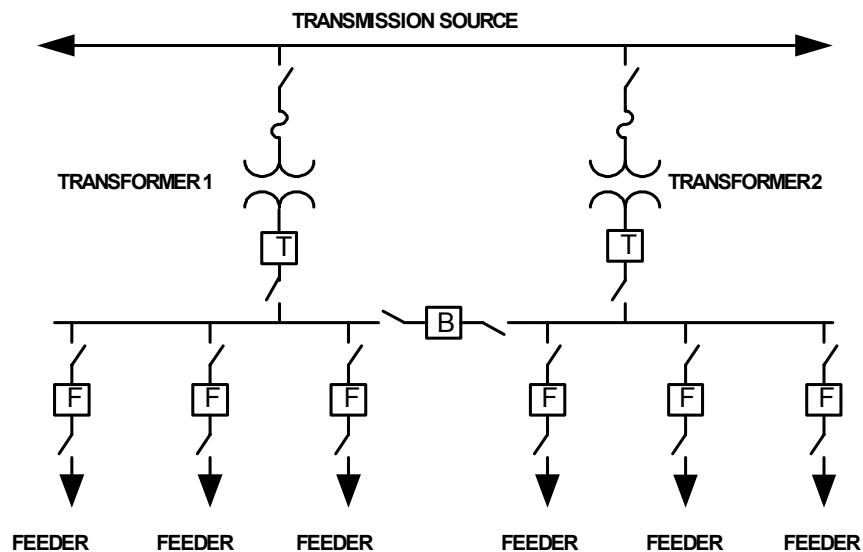 TRANSMISSION SOURCE
TRANSFORMER 1
TRANSFORMER 2
T
T
B
F
F
F
F
F
F
FEEDER
FEEDER
FEEDER
FEEDER
FEEDER
FEEDER